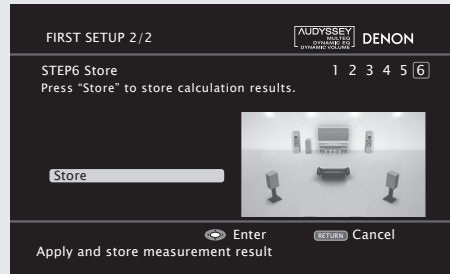 FIRST SETUP 2/2
AUDYSSEY
MULTEQ
DYNAMIC EQ
DYNAMIC VOLUME
DENON
STEP6 Store
1 2 3 4 5 6
Press “Store” to store calculation results.
Store
Enter
RETURN Cancel
Apply and store measurement result